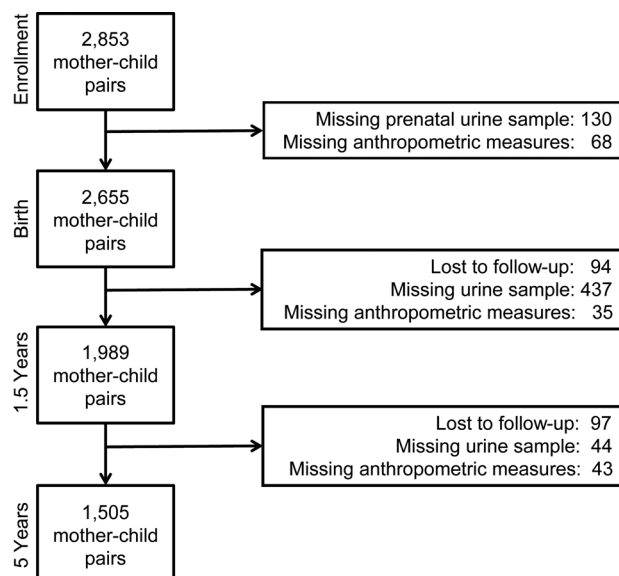 Enrollment
2,853
mother-child
pairs
Missing prenatal urine sample: 130
Missing anthropometric measures: 68
Birth
2,655
mother-child
pairs
Lost to follow-up: 94
Missing urine sample: 437
Missing anthropometric measures: 35
1.5 Years
1,989
mother-child
pairs
Lost to follow-up: 97
Missing urine sample: 44
Missing anthropometric measures: 43
5 Years
1,505
mother-child
pairs